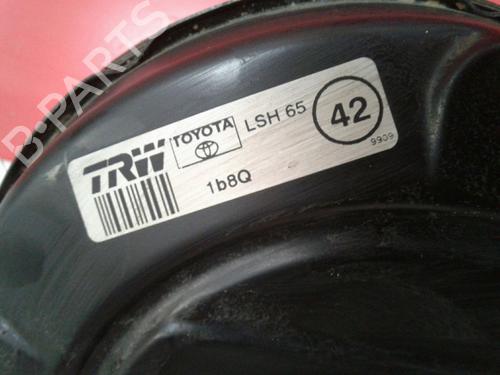 B-PARTS
TRW TOYOTA LSH 65 42
9909
1b8Q